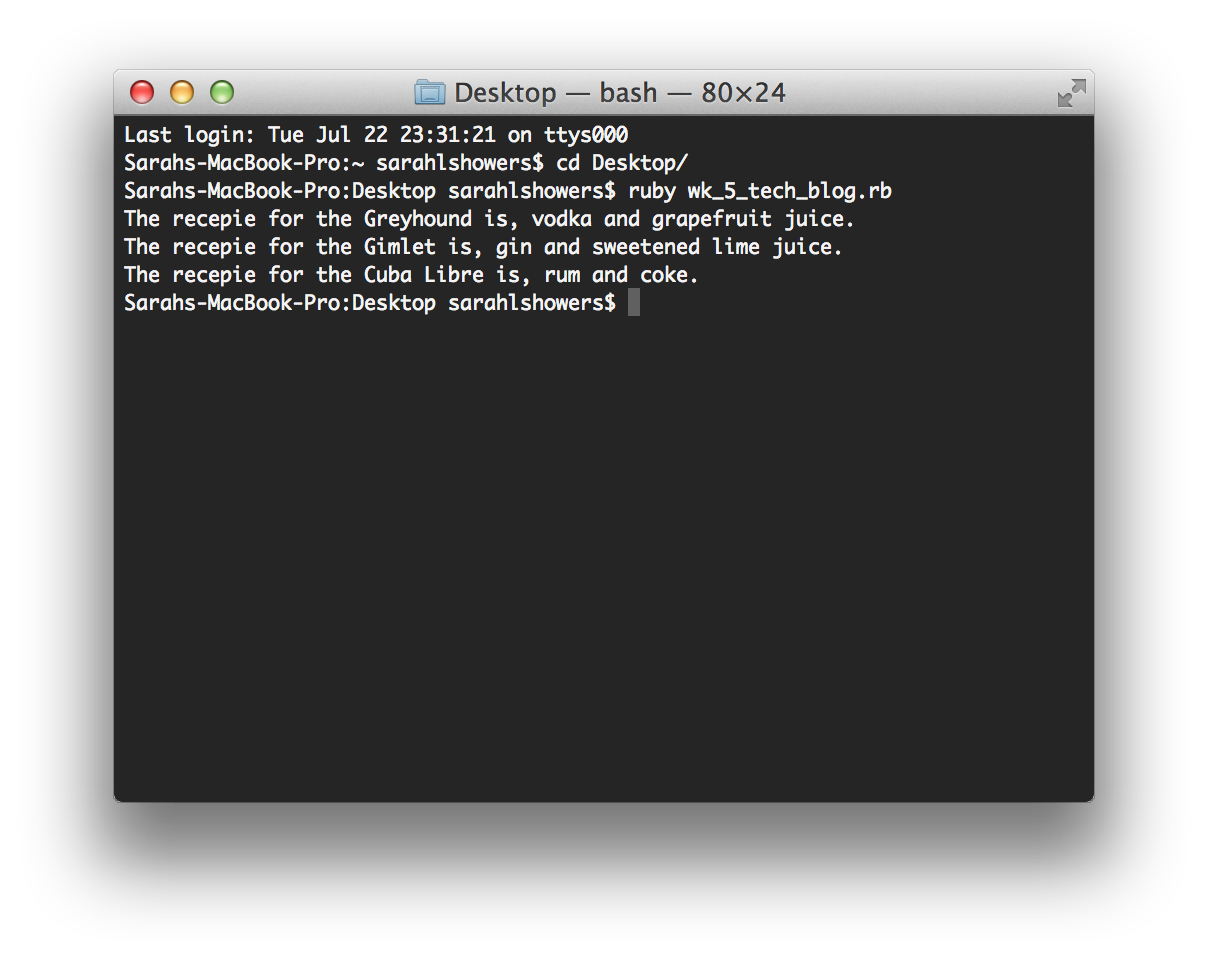 Desktop — bash — 80×24
Last login: Tue Jul 22 23:31:21 on ttys000
Sarahs-MacBook-Pro:~ sarahlshowers$ cd Desktop/
Sarahs-MacBook-Pro:Desktop sarahlshowers$ ruby wk_5_tech_blog.rb
The recepie for the Greyhound is, vodka and grapefruit juice.
The recepie for the Gimlet is, gin and sweetened lime juice.
The recepie for the Cuba Libre is, rum and coke.
Sarahs-MacBook-Pro:Desktop sarahlshowers$